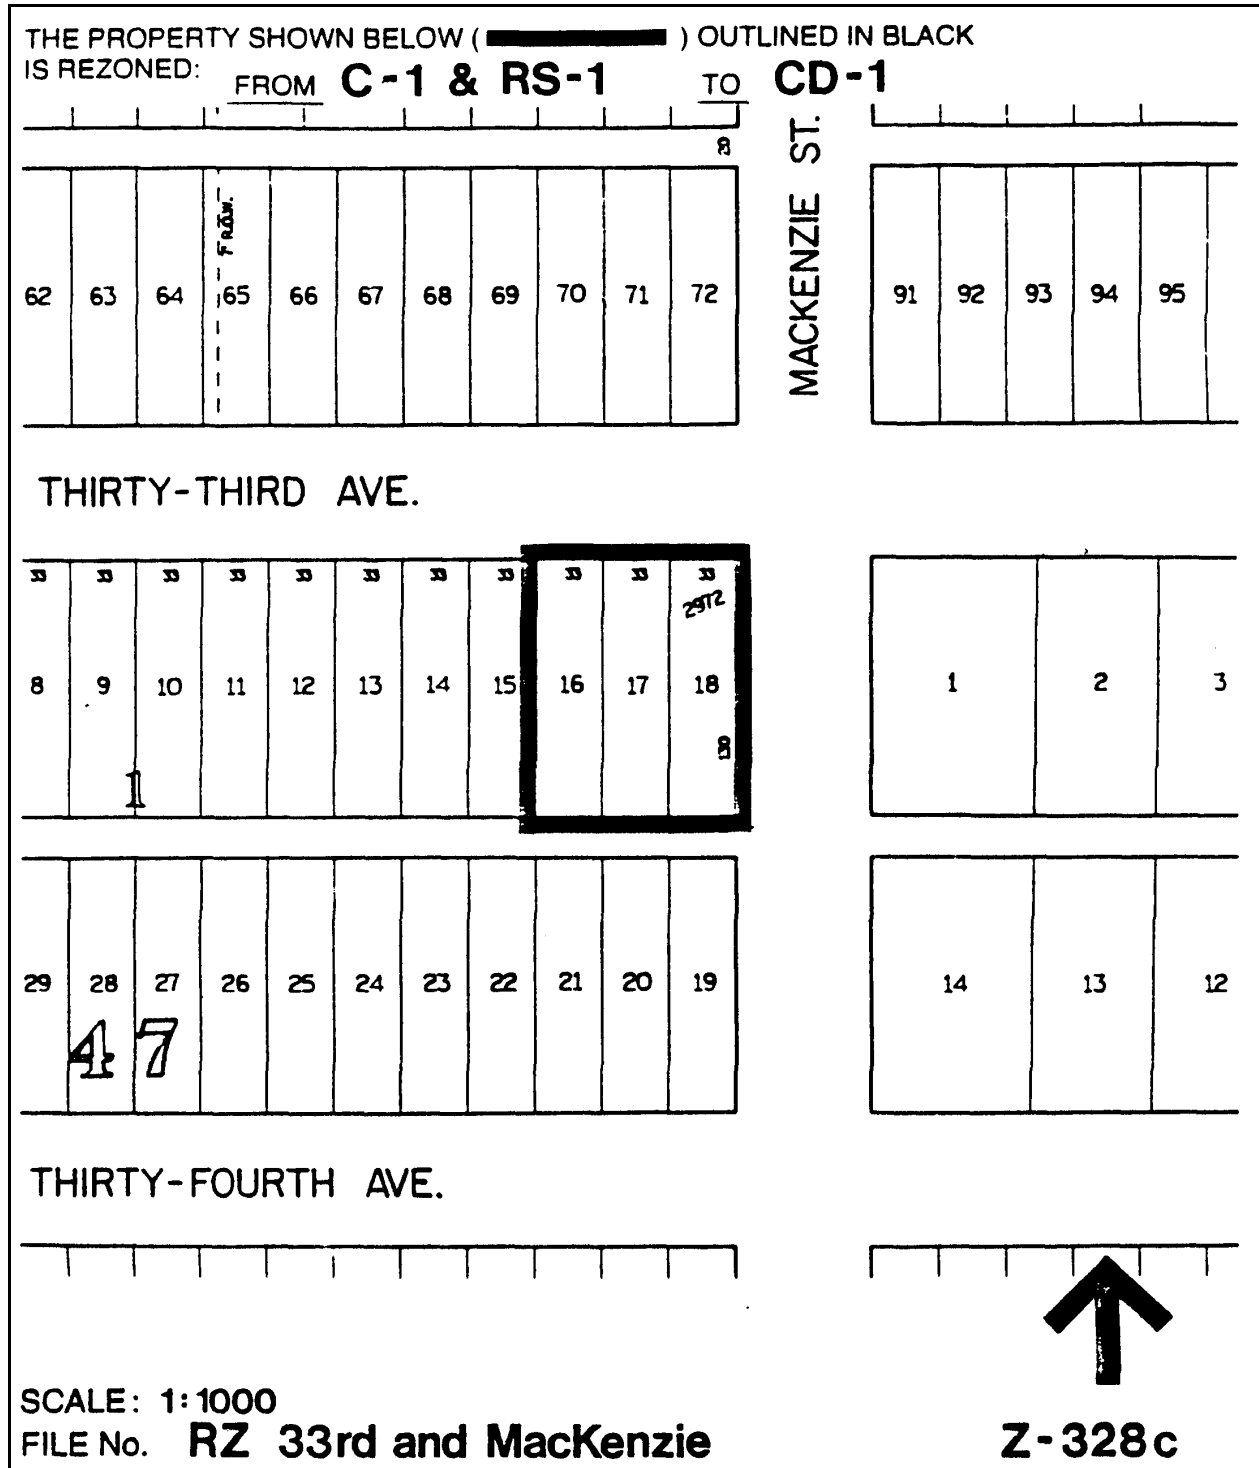 THE PROPERTY SHOWN BELOW ( ) OUTLINED IN BLACK
IS REZONED: FROM C-1 & RS-1 TO CD-1
20
MACKENZIE ST.
62 63 64 65 66 67 68 69 70 71 72 91 92 93 94 95
THIRTY-THIRD AVE.
33 33 33 33 33 33 33 33 33 33 33
2972
8 9 10 11 12 13 14 15 16 17 18 1 2 3
130
1
29 28 27 26 25 24 23 22 21 20 19 14 13 12
47
THIRTY-FOURTH AVE.
SCALE: 1:1000
FILE No. RZ 33rd and MacKenzie Z-328c